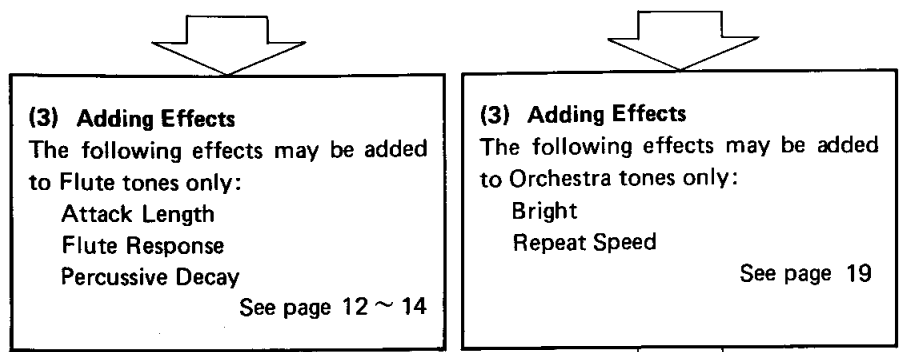 (3) Adding Effects
The following effects may be added
to Flute tones only:
Attack Length
Flute Response
Percussive Decay
See page 12 ~ 14
(3) Adding Effects
The following effects may be added
to Orchestra tones only:
Bright
Repeat Speed
See page 19